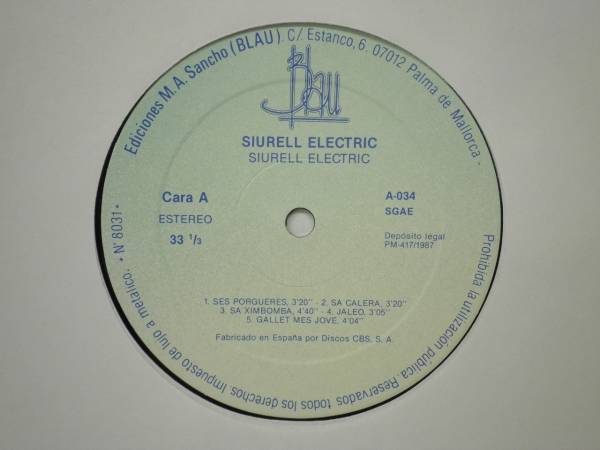 Ediciones M. A. Sancho (BLAU). C/ Estanco, 6. 07012 Palma de Mallorca -
Blau
SIURELL ELECTRIC
SIURELL ELECTRIC
Cara A
ESTEREO
33 1/3
A-034
SGAE
Depósito legal
PM-417/1987
1. SES PORGUERES, 3'20" - 2. SA CALERA, 3'20"
3. SA XIMBOMBA, 4'40" - 4. JALEO, 3'05"
5. GALLET MES JOVE, 4'04"
Fabricado en España por Discos CBS, S. A.
Prohibida la utilización pública. Reservados todos los derechos. Impuesto de lujo a metálico. • N° 8031 •